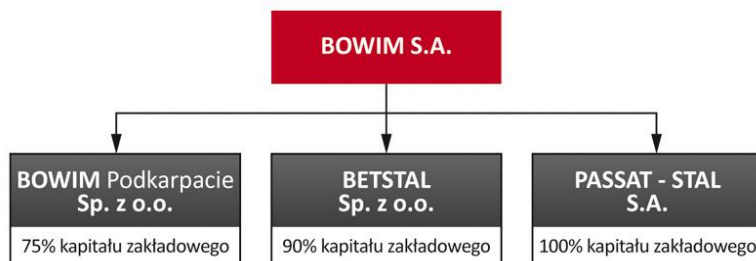 BOWIM S.A.
BOWIM Podkarpacie
Sp. z o.o.
75% kapitału zakładowego
BETSTAL
Sp. z o.o.
90% kapitału zakładowego
PASSAT - STAL
S.A.
100% kapitału zakładowego